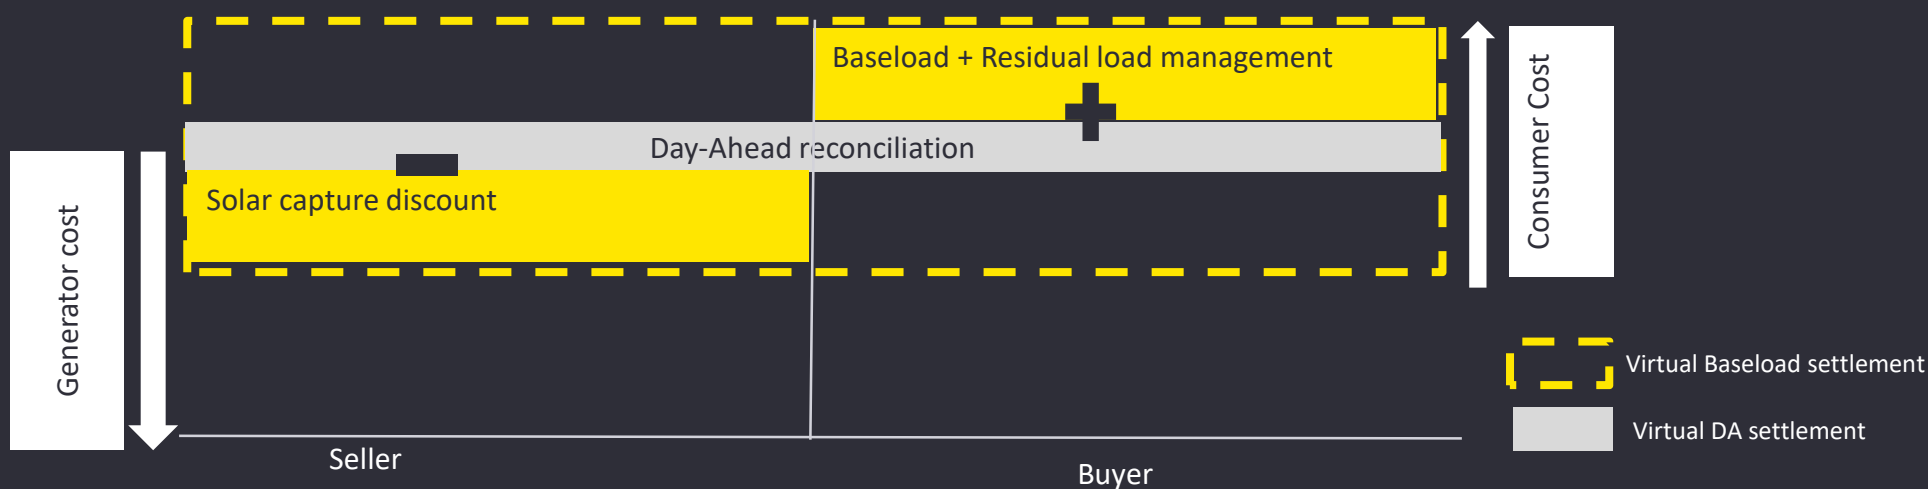 Baseload + Residual load management
Day-Ahead reconciliation
Solar capture discount
Generator cost
Consumer Cost
Virtual Baseload settlement
Virtual DA settlement
Seller
Buyer